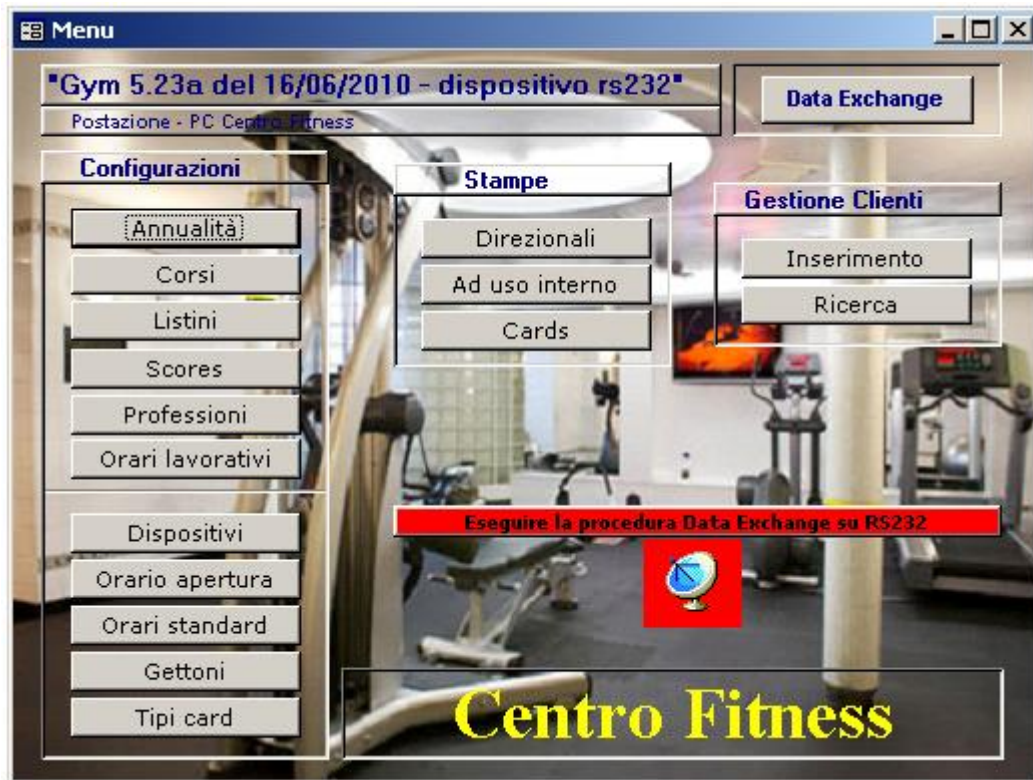 Menu
"Gym 5.23a del 16/06/2010 - dispositivo rs232"
Postazione - PC Centro Fitness
Data Exchange
Configurazioni
Annualità
Corsi
Listini
Scores
Professioni
Orari lavorativi
Dispositivi
Orario apertura
Orari standard
Gettoni
Tipi card
Stampe
Direzionali
Ad uso interno
Cards
Gestione Clienti
Inserimento
Ricerca
Eseguire la procedura Data Exchange su RS232
Centro Fitness